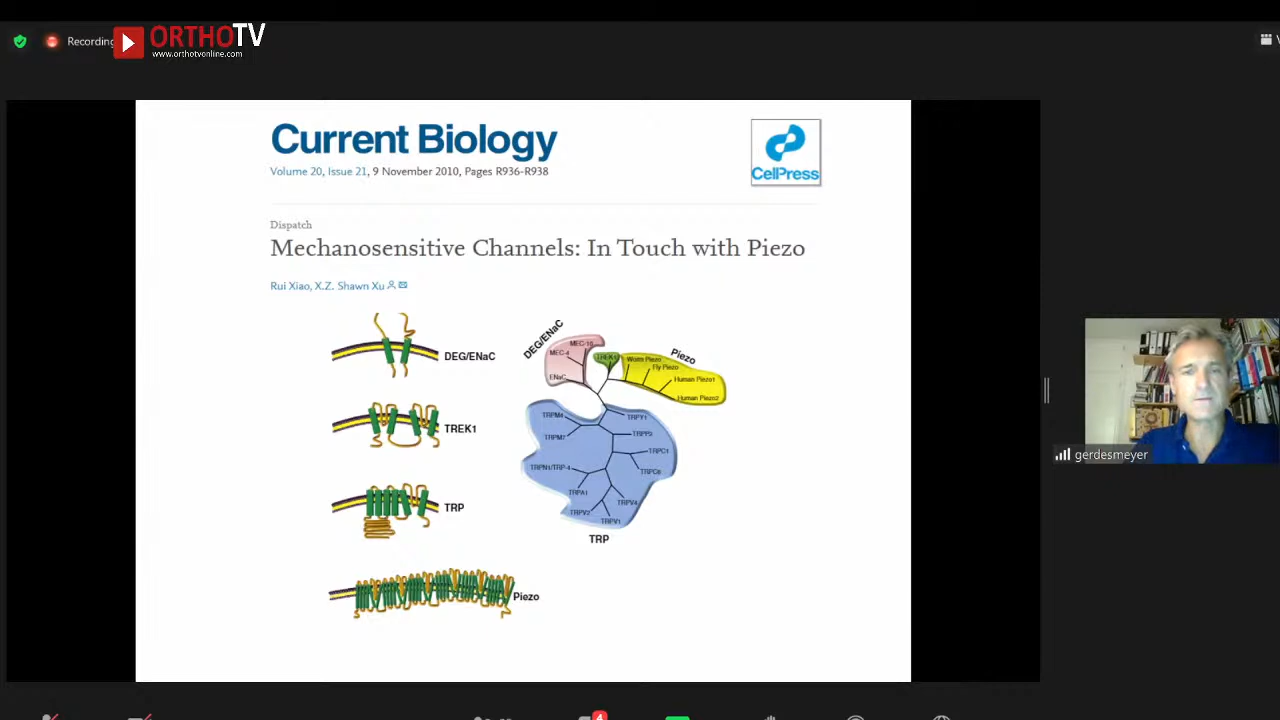 Recording
ORTHOTV
www.orthotvonline.com
Current Biology
Volume 20, Issue 21, 9 November 2010, Pages R936-R938
CellPress
Dispatch
Mechanosensitive Channels: In Touch with Piezo
Rui Xiao, X.Z. Shawn Xu
DEG/ENaC
TREK1
TRP
Piezo
DEG/ENaC
MEC-10
MEC-4
ENaC
TREK1
Piezo
Worm Piezo
Fly Piezo
Human Piezo1
Human Piezo2
TRPM4
TRPY1
TRPM7
TRPP2
TRPC1
TRPN1/TRP-4
TRPC6
TRPA1
TRPV4
TRPV2
TRPV1
TRP
gerdesmeyer
4